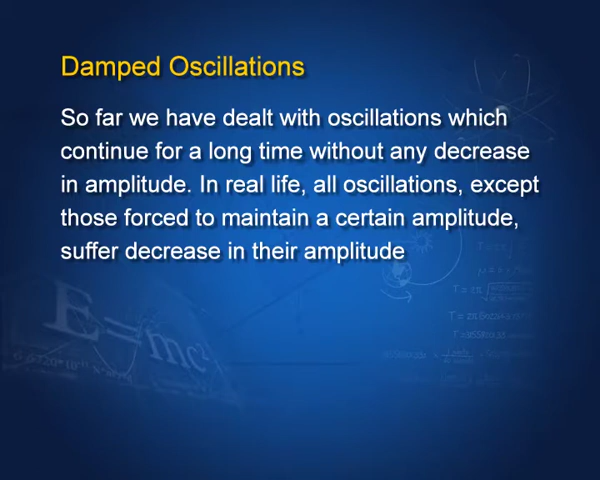 Damped Oscillations
So far we have dealt with oscillations which
continue for a long time without any decrease
in amplitude. In real life, all oscillations, except
those forced to maintain a certain amplitude,
suffer decrease in their amplitude
E=mc²